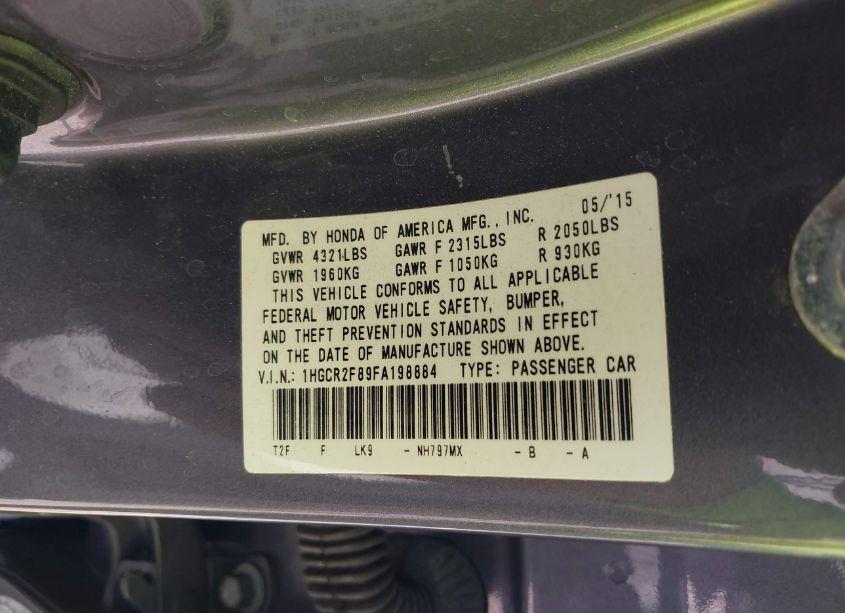 MFD. BY HONDA OF AMERICA MFG., INC. 05/'15
GVWR 4321LBS GAWR F 2315LBS R 2050LBS
GVWR 1960KG GAWR F 1050KG R 930KG
THIS VEHICLE CONFORMS TO ALL APPLICABLE
FEDERAL MOTOR VEHICLE SAFETY, BUMPER,
AND THEFT PREVENTION STANDARDS IN EFFECT
ON THE DATE OF MANUFACTURE SHOWN ABOVE.
V.I.N.: 1HGCR2F89FA198884 TYPE: PASSENGER CAR
T2F F LK9 - NH797MX - B - A